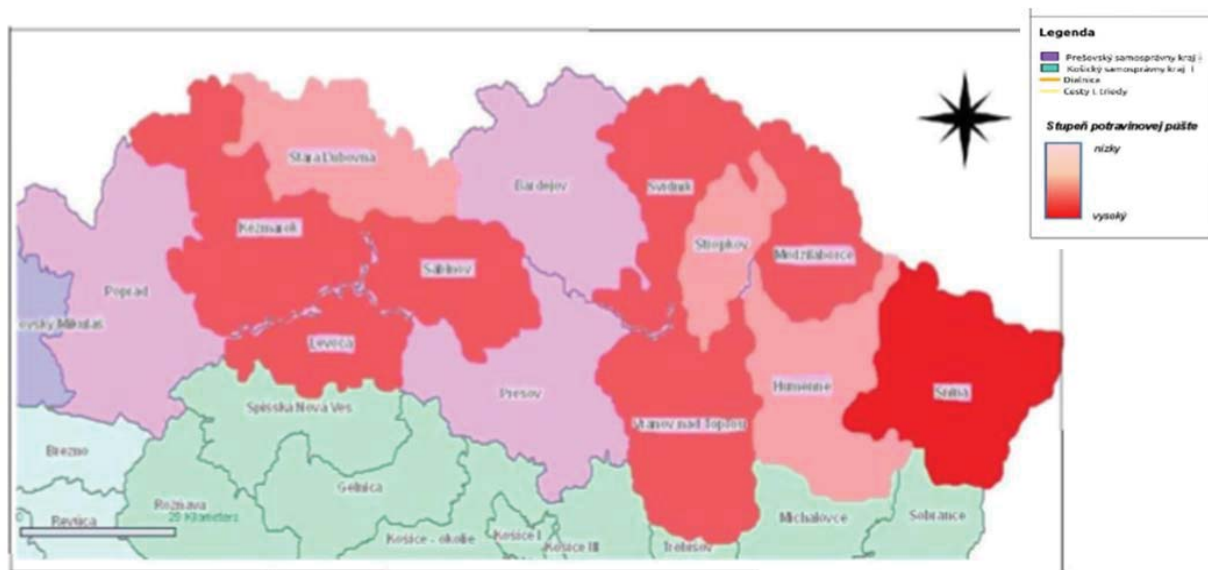 Legenda
Prešovský samosprávny kraj
Košický samosprávny kraj
Diaľnica
Cesty I. triedy
Stupeň potravinovej púšte
nízky
vysoký
Stará Ľubovňa
Bardejov
Svidník
Stropkov
Medzilaborce
Kežmarok
Sabinov
Poprad
ovský Mikuláš
Levoča
Snina
Humenné
Prešov
Vranov nad Topľou
Spišská Nová Ves
Brezno
Gelnica
Rožňava
Revúca
20 Kilometers
Košice - okolie
Košice I
Košice III
Trebišov
Michalovce
Sobrance